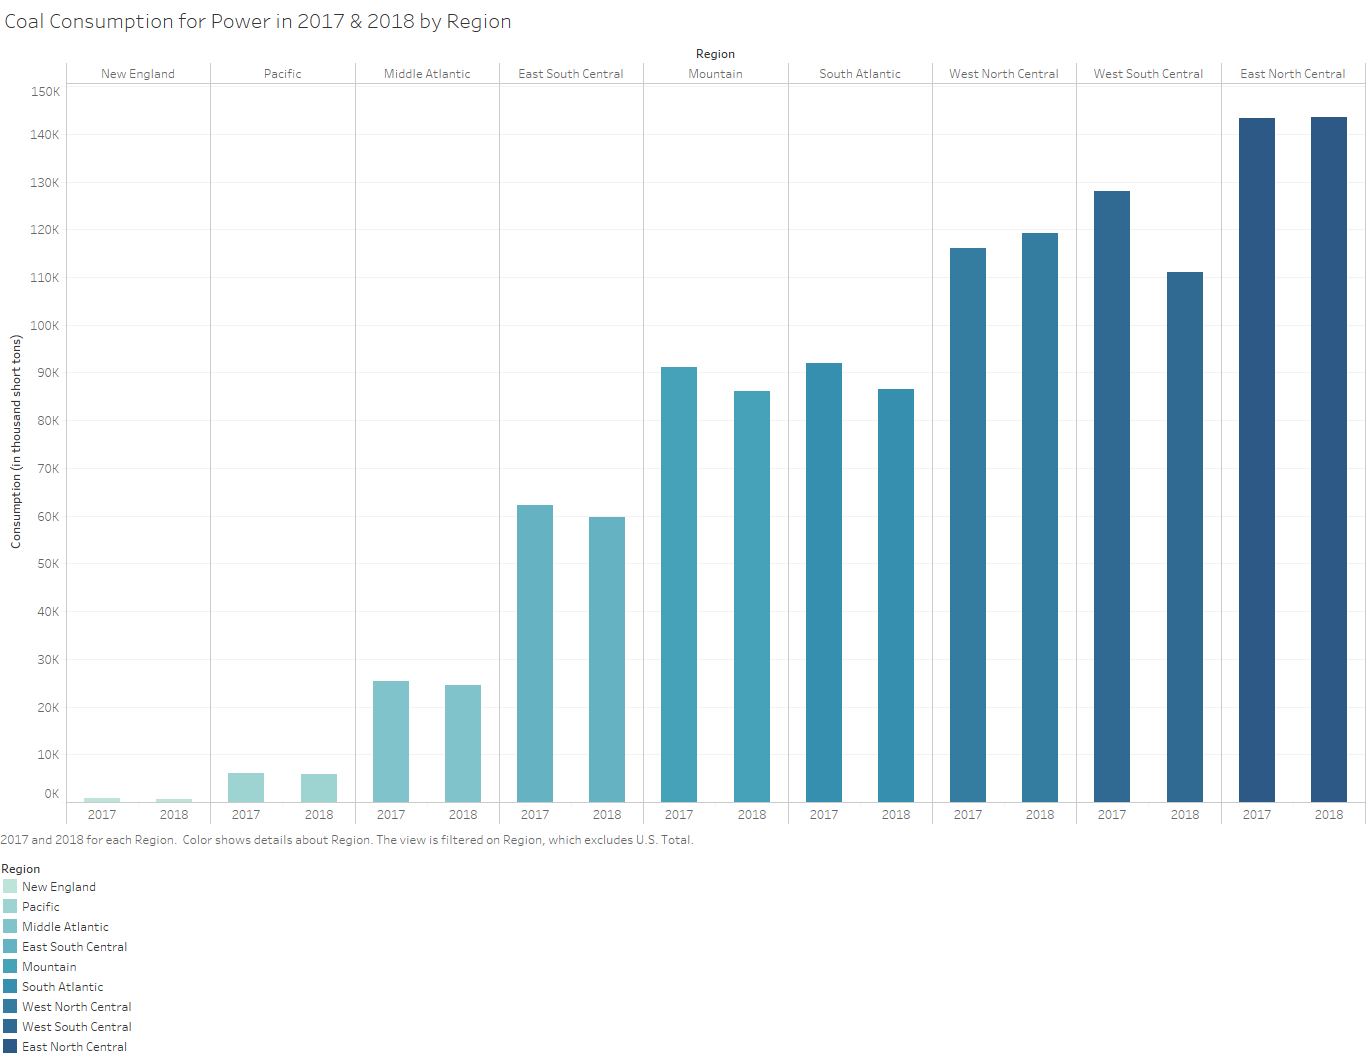 Coal Consumption for Power in 2017 & 2018 by Region
Region
New England Pacific Middle Atlantic East South Central Mountain South Atlantic West North Central West South Central East North Central
150K
140K
130K
120K
110K
100K
90K
80K
70K
60K
50K
40K
30K
20K
10K
0K
Consumption (in thousand short tons)
2017 2018 2017 2018 2017 2018 2017 2018 2017 2018 2017 2018 2017 2018 2017 2018 2017 2018
2017 and 2018 for each Region. Color shows details about Region. The view is filtered on Region, which excludes U.S. Total.
Region
New England
Pacific
Middle Atlantic
East South Central
Mountain
South Atlantic
West North Central
West South Central
East North Central